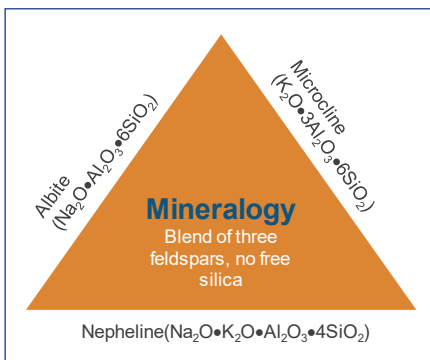 Albite
(Na₂O•Al₂O₃•6SiO₂)
Microcline
(K₂O•3Al₂O₃•6SiO₂)
Mineralogy
Blend of three
feldspars, no free
silica
Nepheline(Na₂O•K₂O•Al₂O₃•4SiO₂)